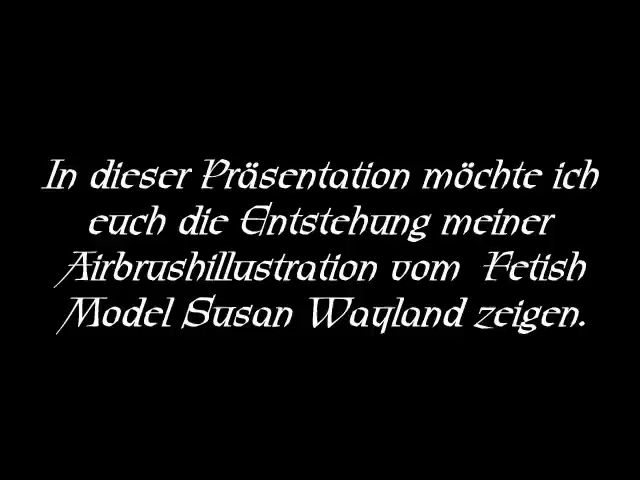 In dieser Präsentation möchte ich
euch die Entstehung meiner
Airbrushillustration vom Fetish
Model Susan Wayland zeigen.